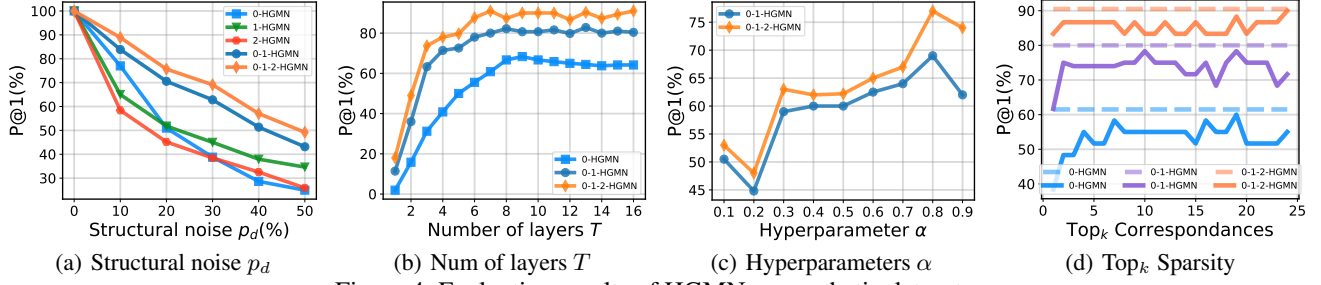 P@1(%)
100
90
80
70
60
50
40
30
0-HGMN
1-HGMN
2-HGMN
0-1-HGMN
0-1-2-HGMN
0 10 20 30 40 50
Structural noise p_d(%)
(a) Structural noise p_d
P@1(%)
80
60
40
20
0
0-HGMN
0-1-HGMN
0-1-2-HGMN
2 4 6 8 10 12 14 16
Number of layers T
(b) Num of layers T
P@1(%)
75
70
65
60
55
50
45
0-1-HGMN
0-1-2-HGMN
0.1 0.2 0.3 0.4 0.5 0.6 0.7 0.8 0.9
Hyperparameter α
(c) Hyperparameters α
P@1(%)
90
80
70
60
50
40
0-HGMN 0-1-HGMN 0-1-2-HGMN
0-HGMN 0-1-HGMN 0-1-2-HGMN
0 5 10 15 20 25
Top_k Correspondances
(d) Top_k Sparsity